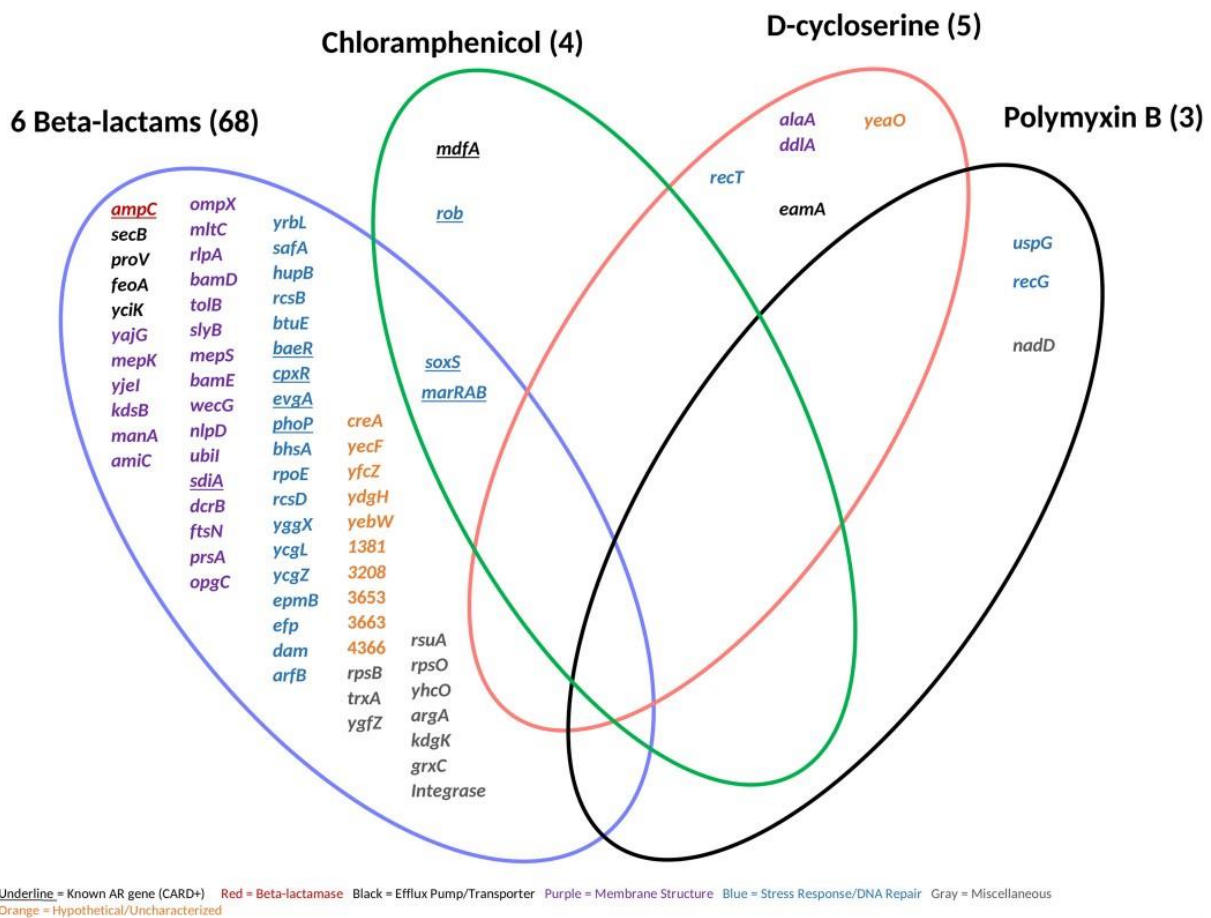 Chloramphenicol (4)
D-cycloserine (5)
6 Beta-lactams (68)
Polymyxin B (3)
ampC
secB
proV
feoA
yciK
yajG
mepK
yjeI
kdsB
manA
amiC
ompX
mltC
rlpA
bamD
tolB
slyB
mepS
bamE
wecG
nlpD
ubiI
sdiA
dcrB
ftsN
prsA
opgC
yrbL
safA
hupB
rcsB
btuE
baeR
cpxR
evgA
phoP
bhsA
rpoE
rcsD
yggX
ycgL
ycgZ
epmB
efp
dam
arfB
creA
yecF
yfcZ
ydgH
yebW
1381
3208
3653
3663
4366
rpsB
trxA
ygfZ
rsuA
rpsO
yhcO
argA
kdgK
grxC
Integrase
mdfA
rob
soxS
marRAB
alaA
ddlA
yeaO
recT
eamA
uspG
recG
nadD
Underline = Known AR gene (CARD+) Red = Beta-lactamase Black = Efflux Pump/Transporter Purple = Membrane Structure Blue = Stress Response/DNA Repair Gray = Miscellaneous
Orange = Hypothetical/Uncharacterized